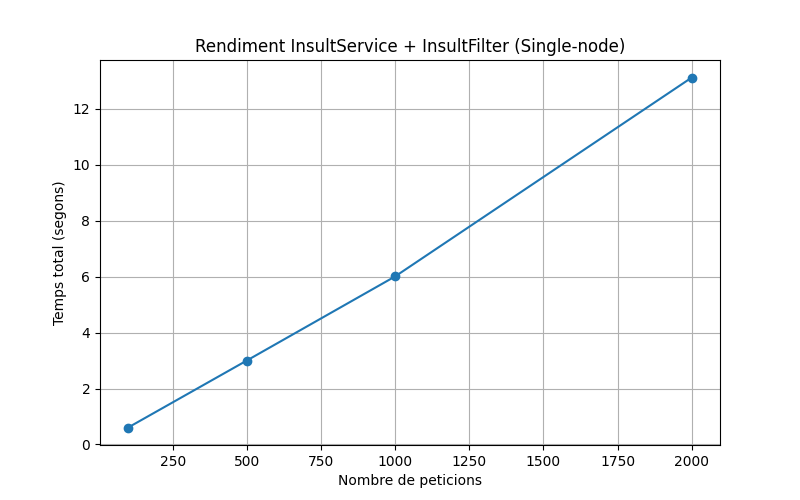 Rendiment InsultService + InsultFilter (Single-node)
Temps total (segons)
12
10
8
6
4
2
0
250 500 750 1000 1250 1500 1750 2000
Nombre de peticions